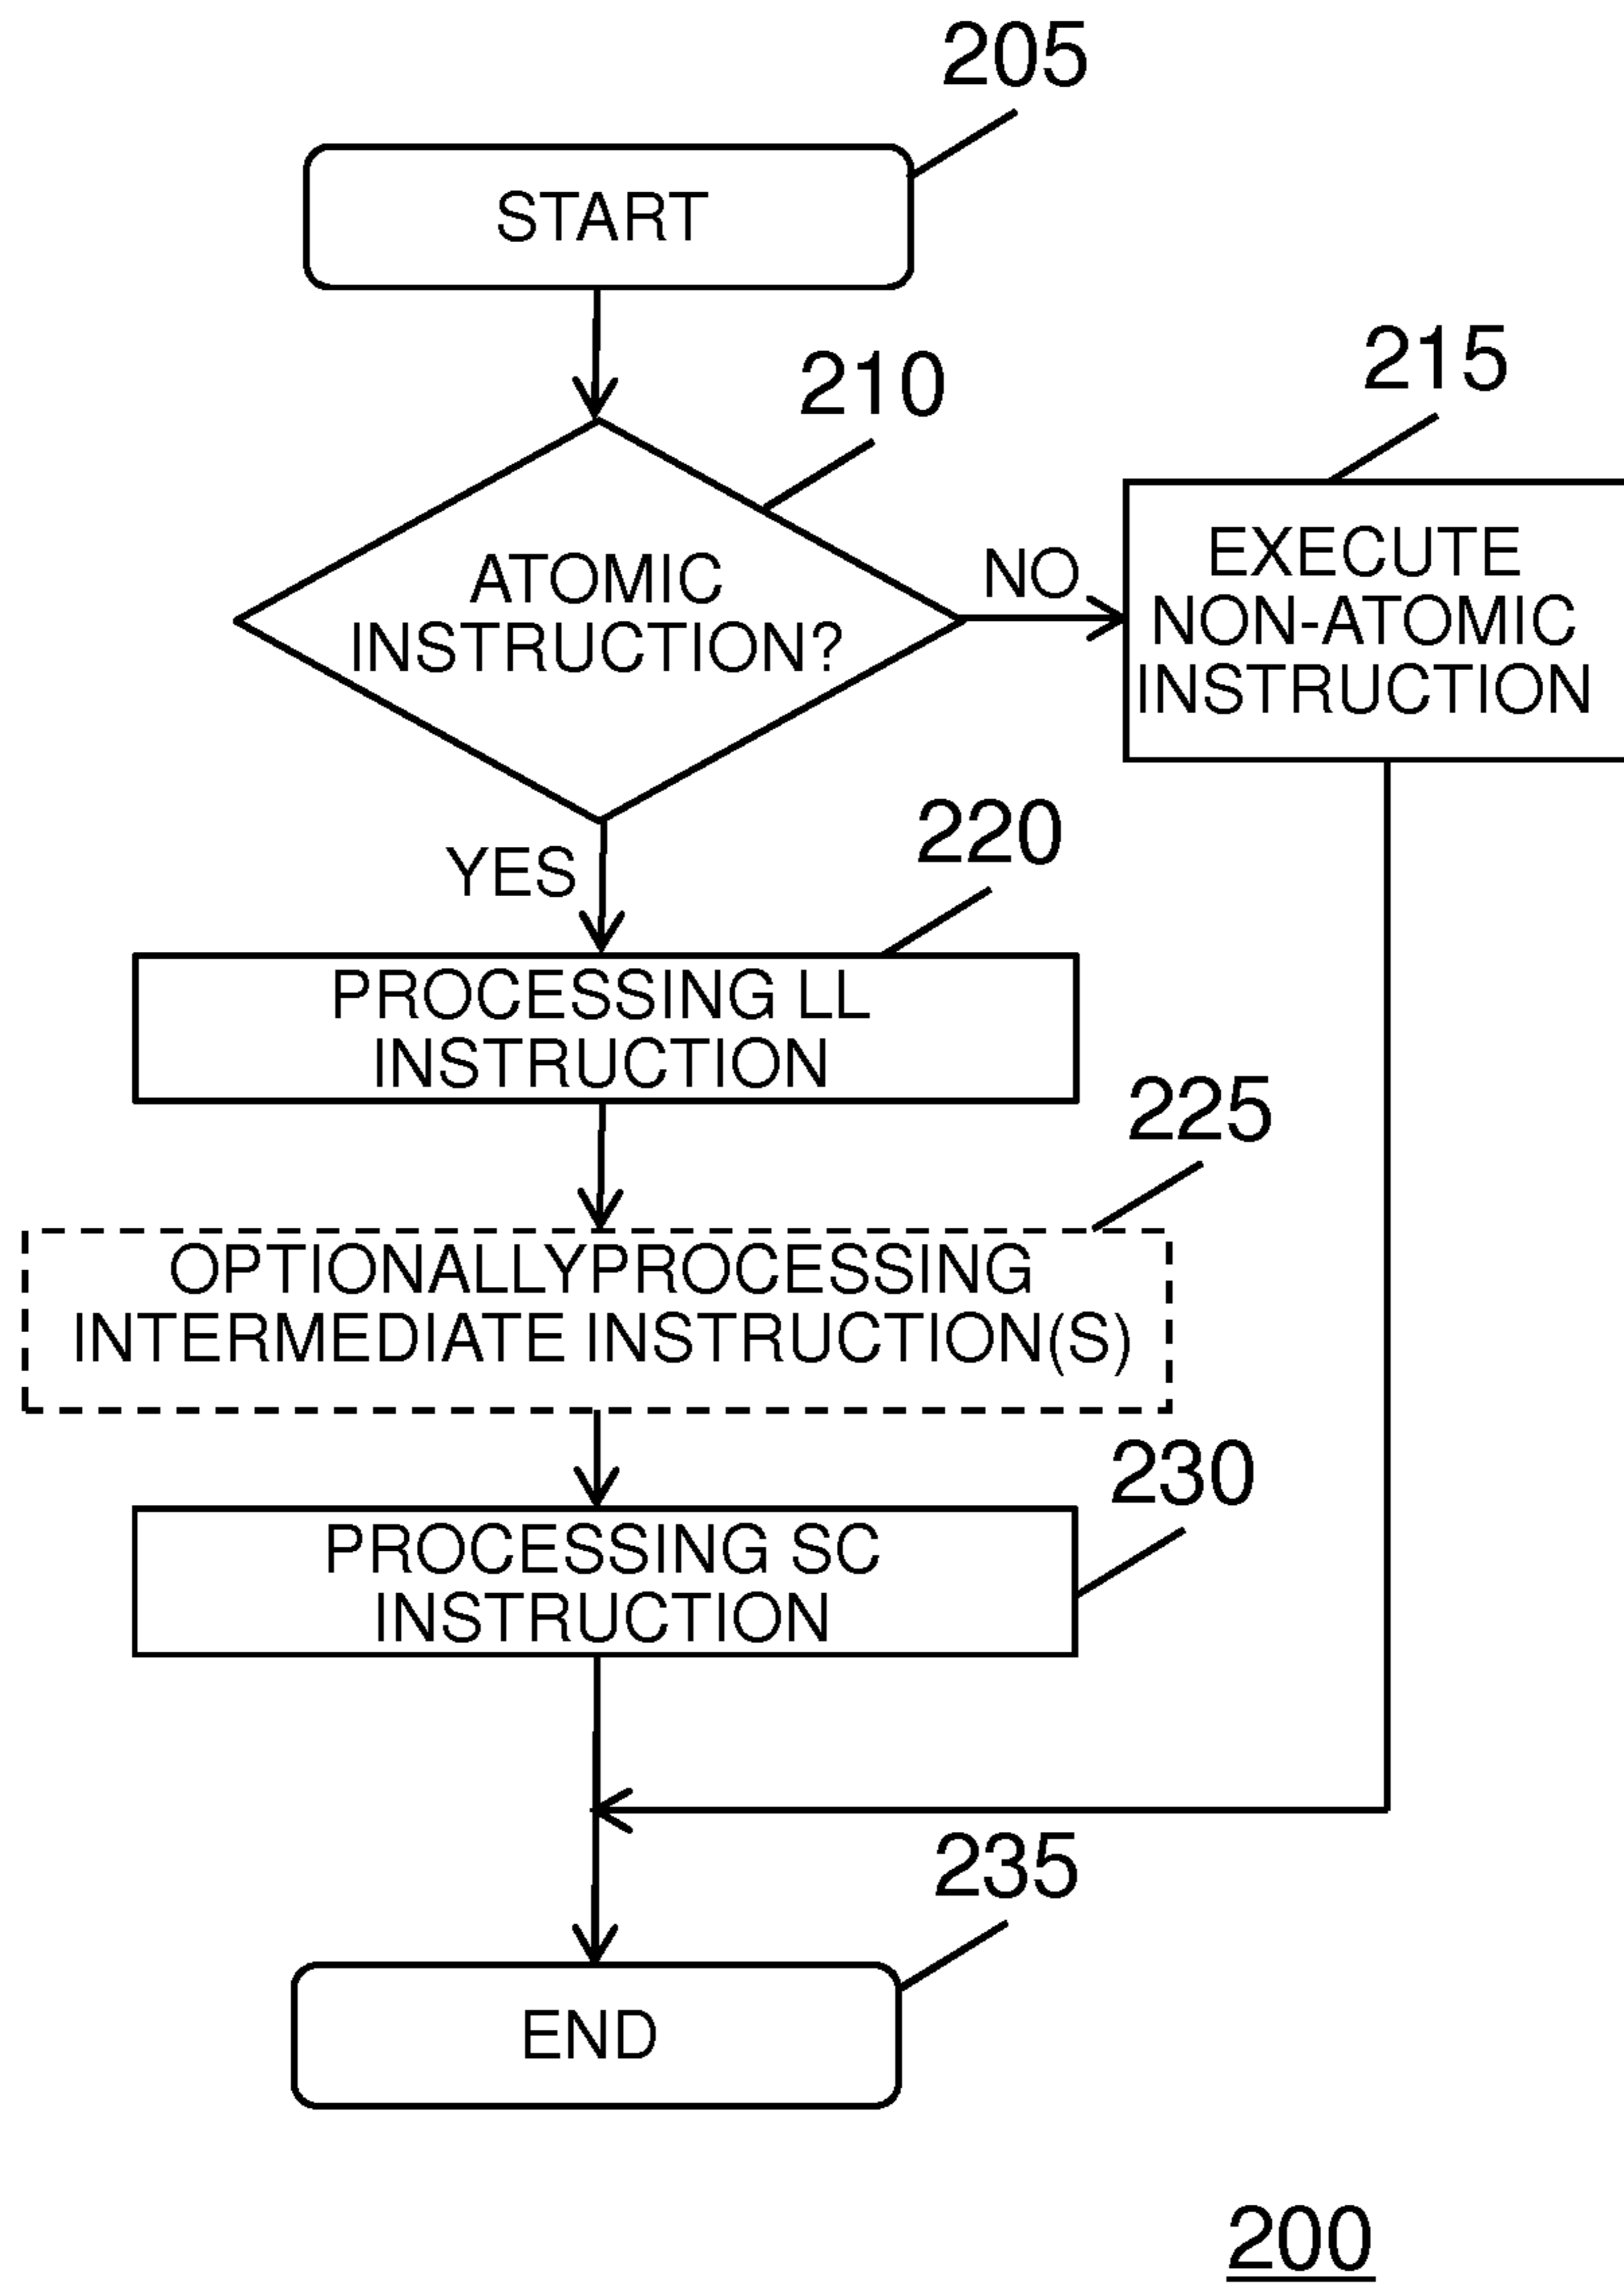 205
START
210
215
ATOMIC
INSTRUCTION?
NO
EXECUTE
NON-ATOMIC
INSTRUCTION
YES
220
PROCESSING LL
INSTRUCTION
225
OPTIONALLYPROCESSING
INTERMEDIATE INSTRUCTION(S)
230
PROCESSING SC
INSTRUCTION
235
END
200